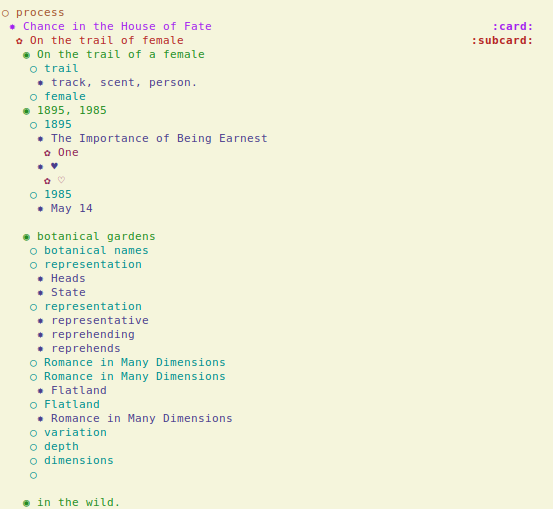 process
Chance in the House of Fate :card:
On the trail of female :subcard:
On the trail of a female
trail
track, scent, person.
female
1895, 1985
1895
The Importance of Being Earnest
One
♥
♡
1985
May 14
botanical gardens
botanical names
representation
Heads
State
representation
representative
reprehending
reprehends
Romance in Many Dimensions
Romance in Many Dimensions
Flatland
Flatland
Romance in Many Dimensions
variation
depth
dimensions
in the wild.